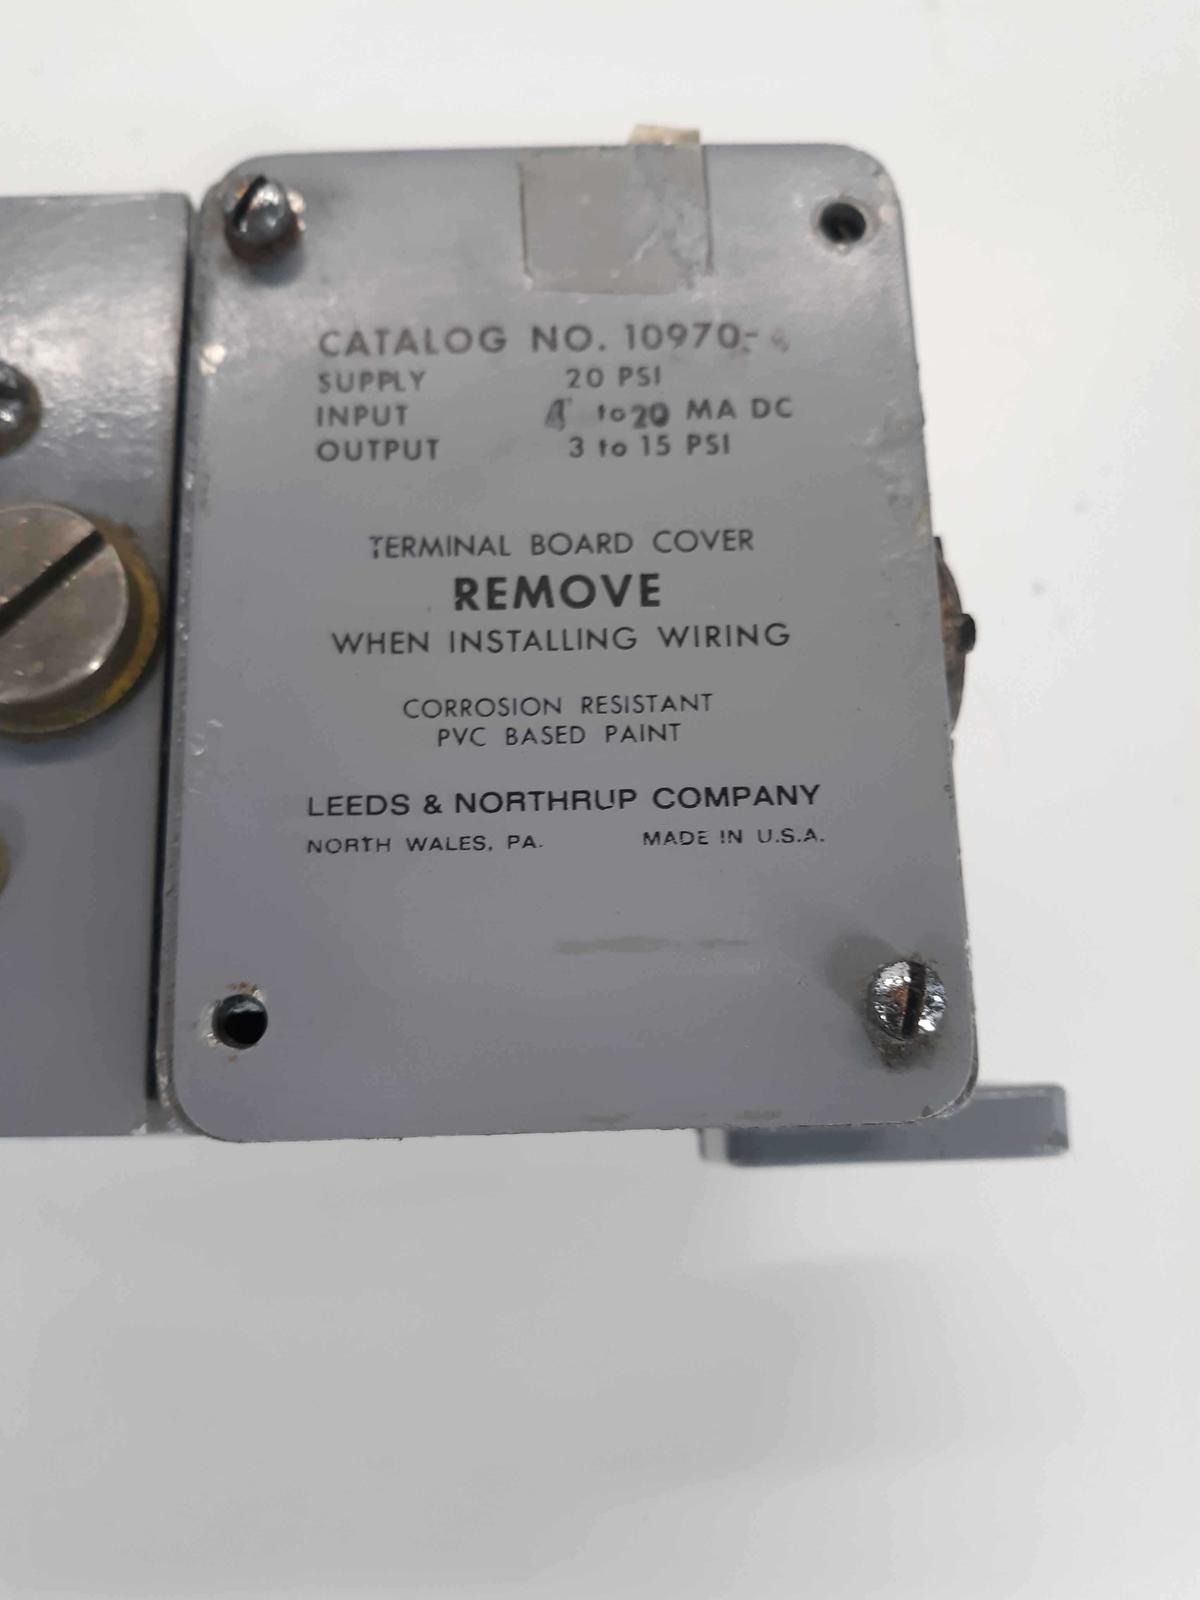 CATALOG NO. 10970-
SUPPLY 20 PSI
INPUT 4 to 20 MA DC
OUTPUT 3 to 15 PSI
TERMINAL BOARD COVER
REMOVE
WHEN INSTALLING WIRING
CORROSION RESISTANT
PVC BASED PAINT
LEEDS & NORTHRUP COMPANY
NORTH WALES, PA. MADE IN U.S.A.